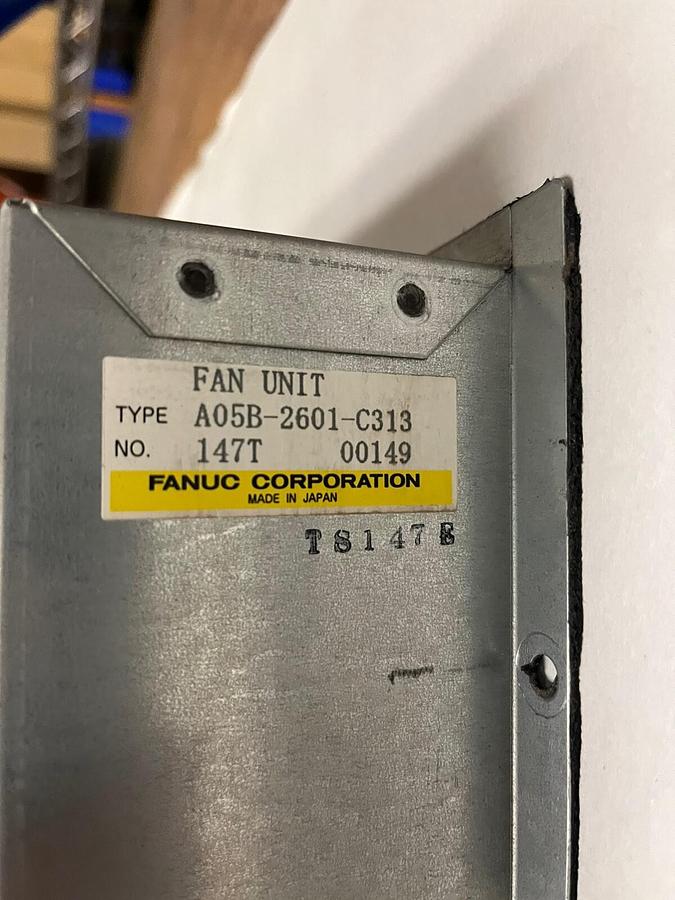 FAN UNIT
TYPE A05B-2601-C313
NO. 147T 00149
FANUC CORPORATION
MADE IN JAPAN
TS147E